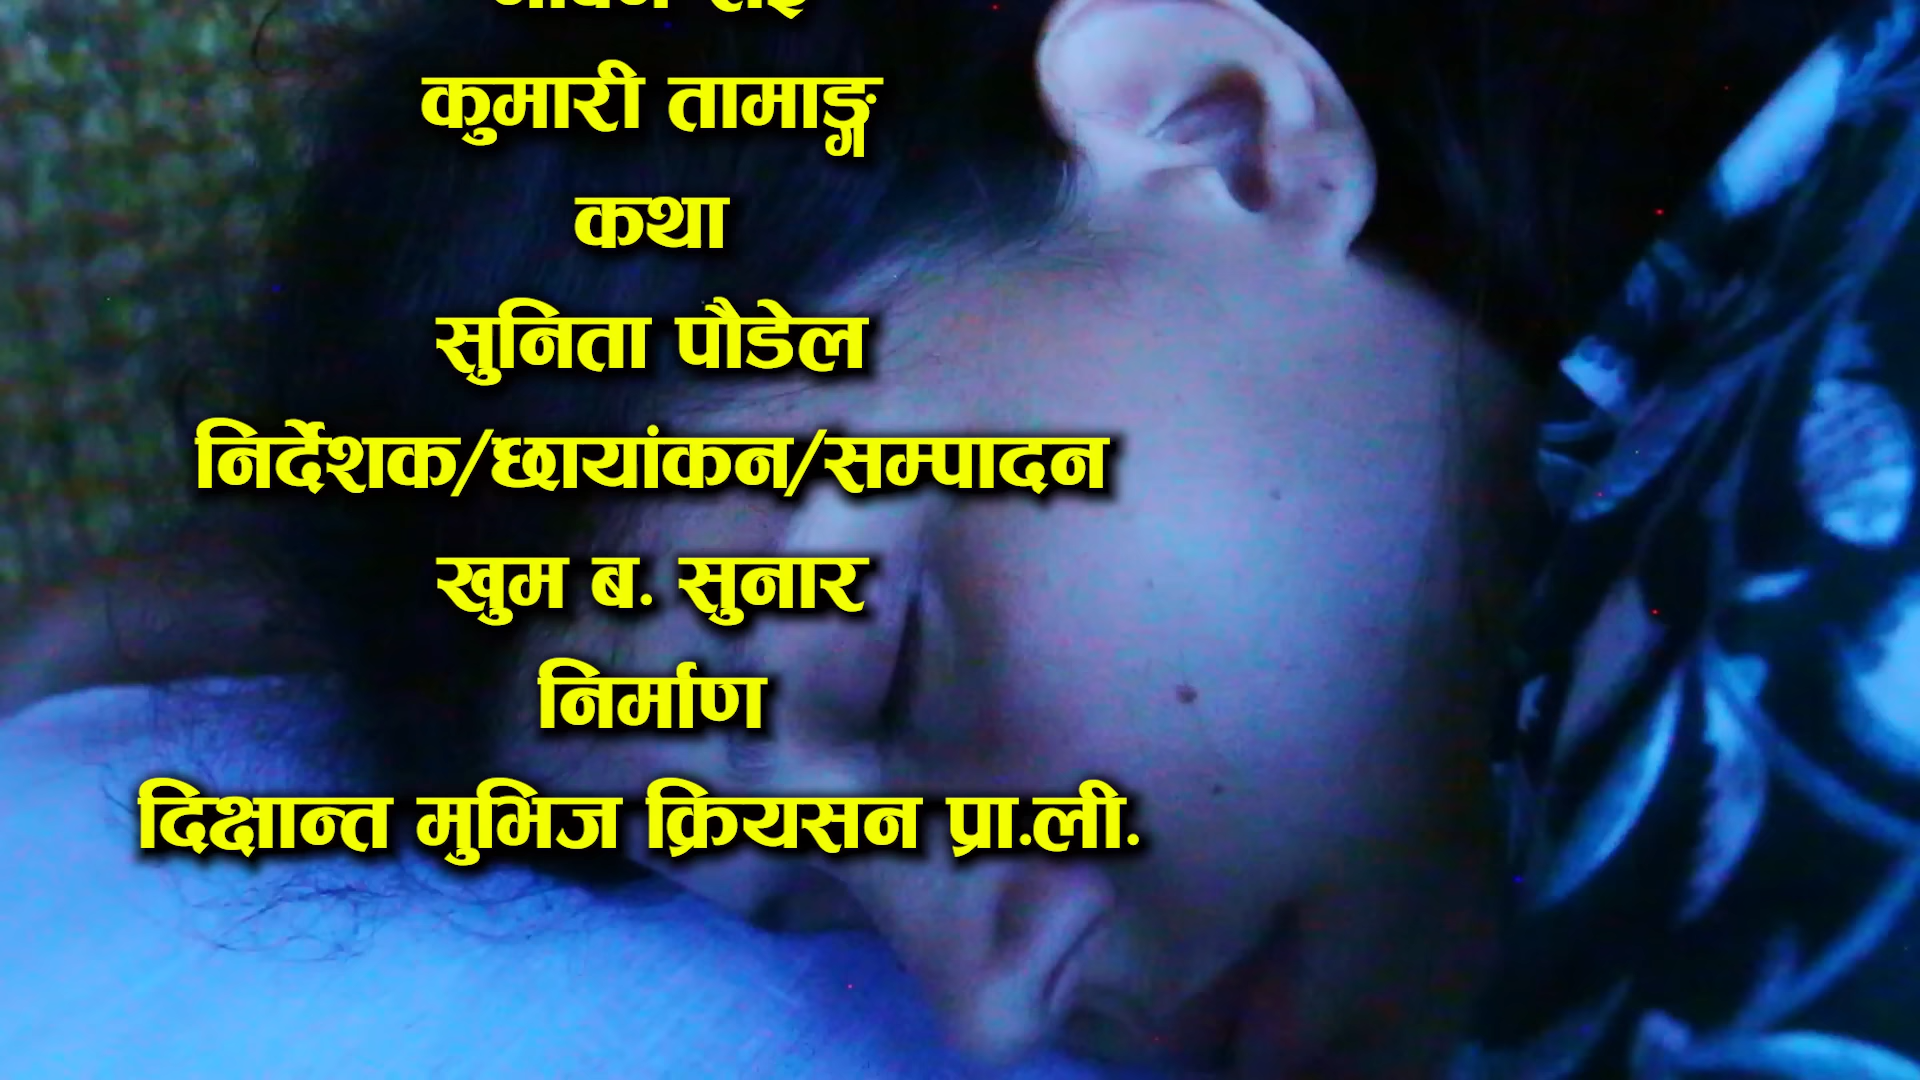 कुमारी तामाङ्ग
कथा
सुनिता पौडेल
निर्देशक/छायांकन/सम्पादन
खुम ब. सुनार
निर्माण
दिक्षान्त मुभिज क्रियसन प्रा.ली.